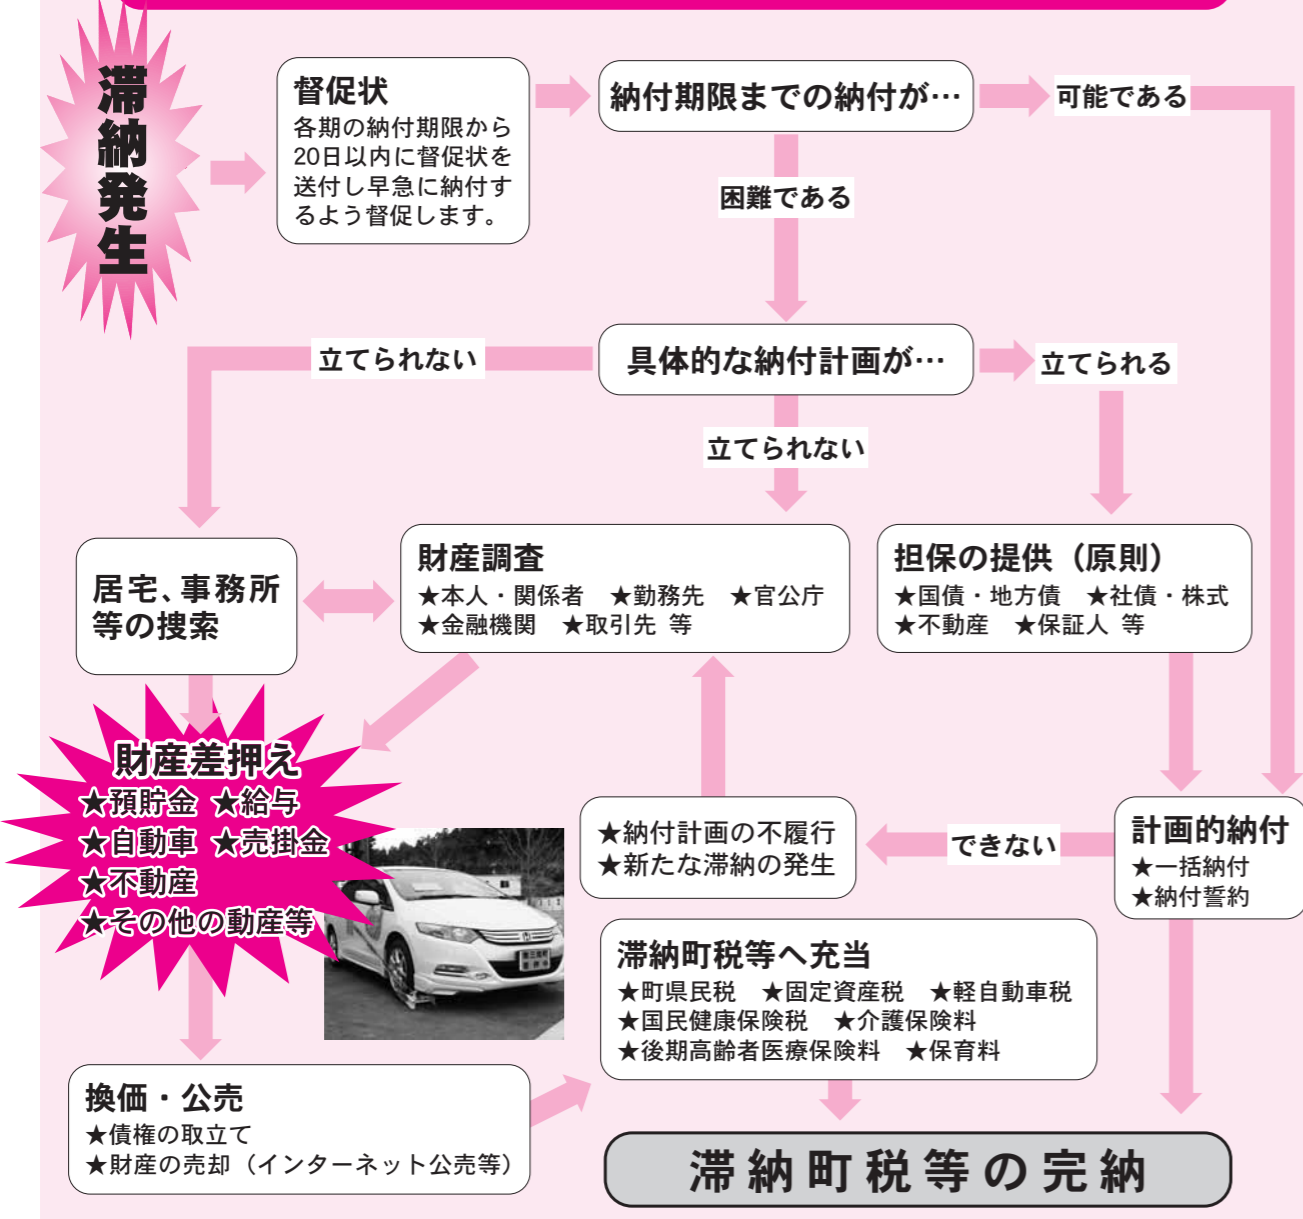 滞納発生
督促状
各期の納付期限から
20日以内に督促状を
送付し早急に納付す
るよう督促します。
納付期限までの納付が…
可能である
困難である
具体的な納付計画が…
立てられない
立てられる
立てられない
居宅、事務所
等の捜索
財産調査
★本人・関係者 ★勤務先 ★官公庁
★金融機関 ★取引先 等
担保の提供（原則）
★国債・地方債 ★社債・株式
★不動産 ★保証人 等
財産差押え
★預貯金 ★給与
★自動車 ★売掛金
★不動産
★その他の動産等
★納付計画の不履行
★新たな滞納の発生
できない
計画的納付
★一括納付
★納付誓約
滞納町税等へ充当
★町県民税 ★固定資産税 ★軽自動車税
★国民健康保険税 ★介護保険料
★後期高齢者医療保険料 ★保育料
換価・公売
★債権の取立て
★財産の売却（インターネット公売等）
滞納町税等の完納